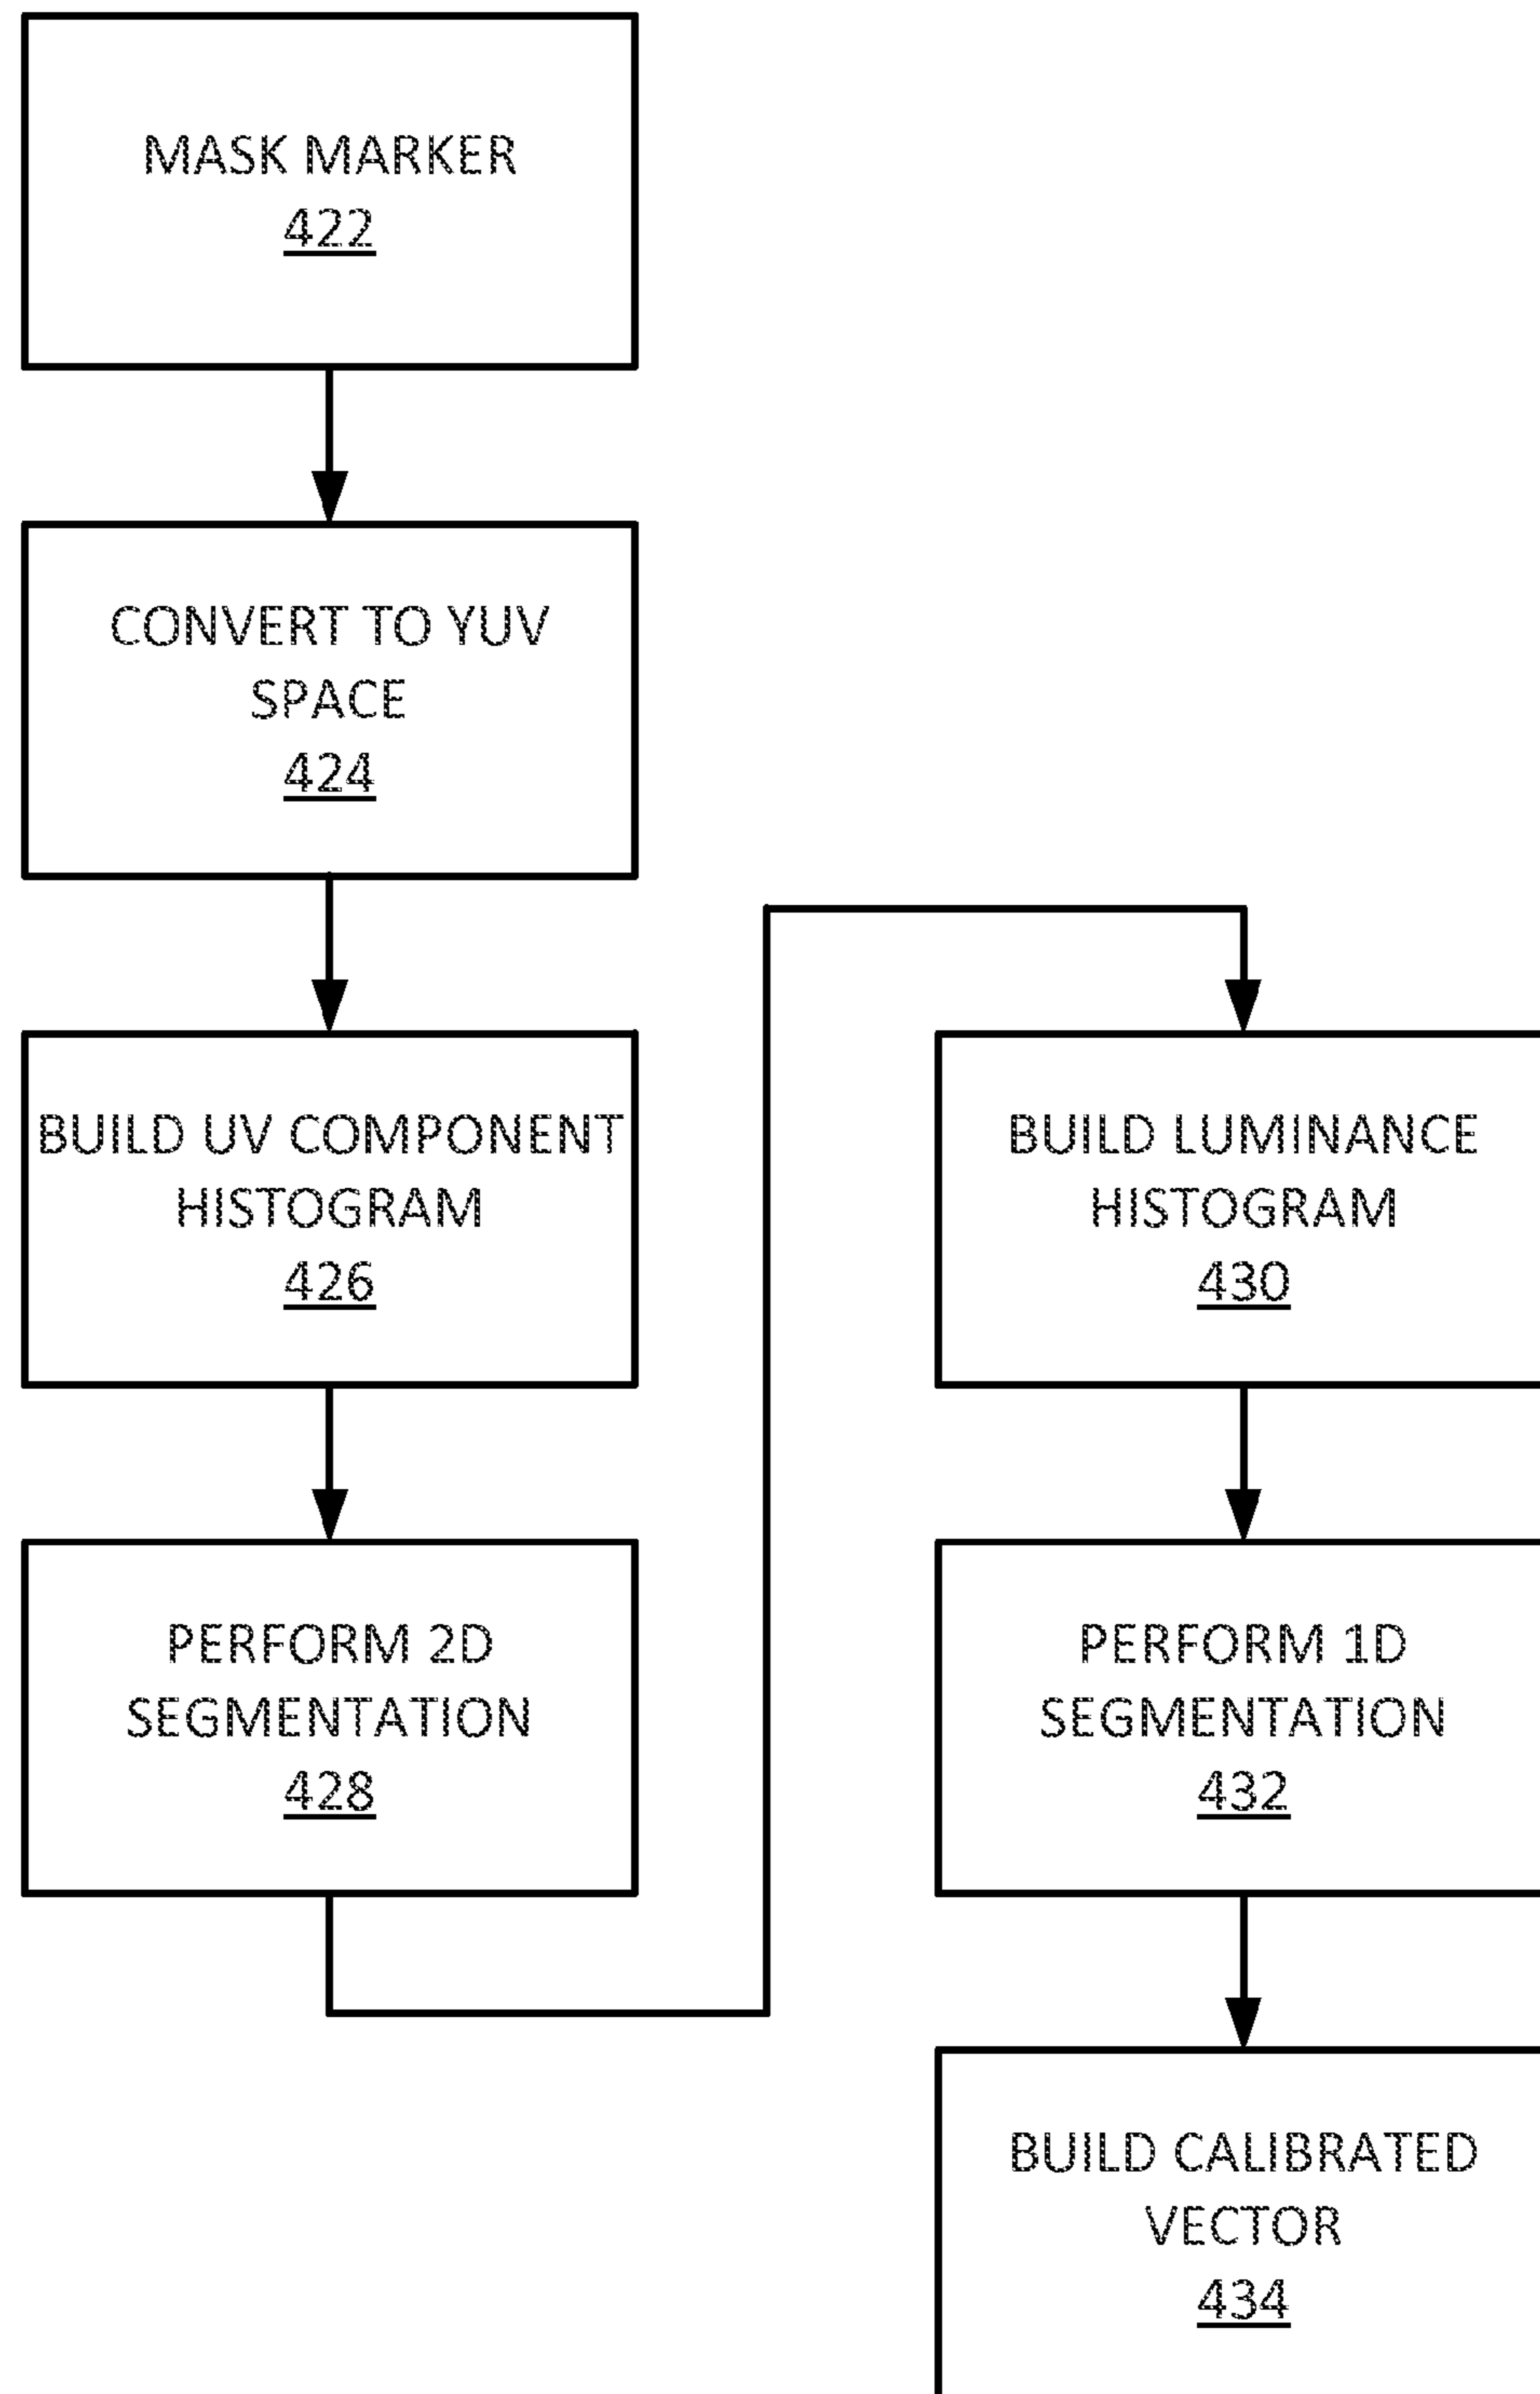 MASK MARKER
422
CONVERT TO YUV
SPACE
424
BUILD UV COMPONENT
HISTOGRAM
426
PERFORM 2D
SEGMENTATION
428
BUILD LUMINANCE
HISTOGRAM
430
PERFORM 1D
SEGMENTATION
432
BUILD CALIBRATED
VECTOR
434